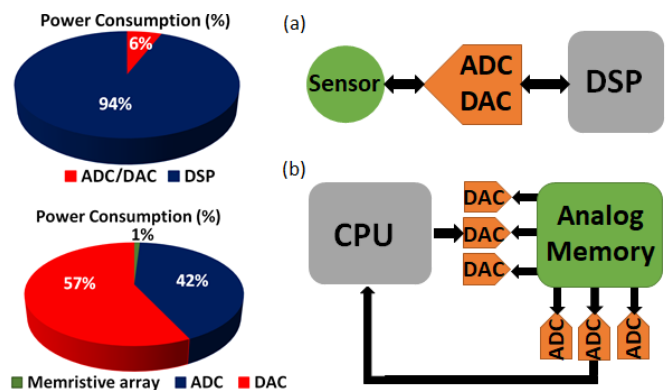 Power Consumption (%)
6%
94%
ADC/DAC DSP
(a)
Sensor
ADC
DAC
DSP
Power Consumption (%)
1%
57%
42%
Memristive array ADC DAC
(b)
CPU
DAC
DAC
DAC
Analog
Memory
ADC
ADC
ADC